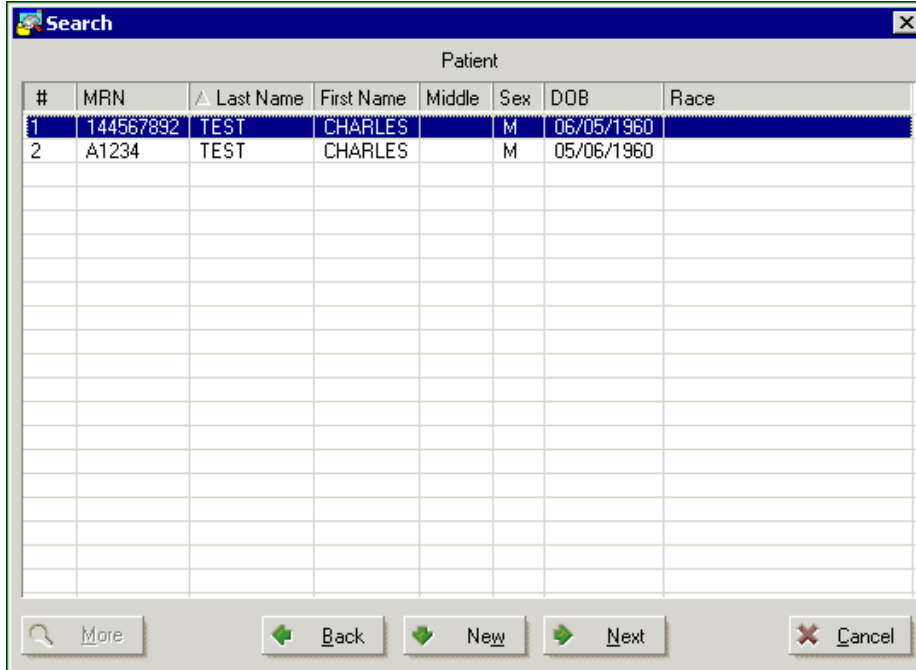 Search
Patient
# MRN Last Name First Name Middle Sex DOB Race
1 144567892 TEST CHARLES M 06/05/1960
2 A1234 TEST CHARLES M 05/06/1960
More Back New Next Cancel